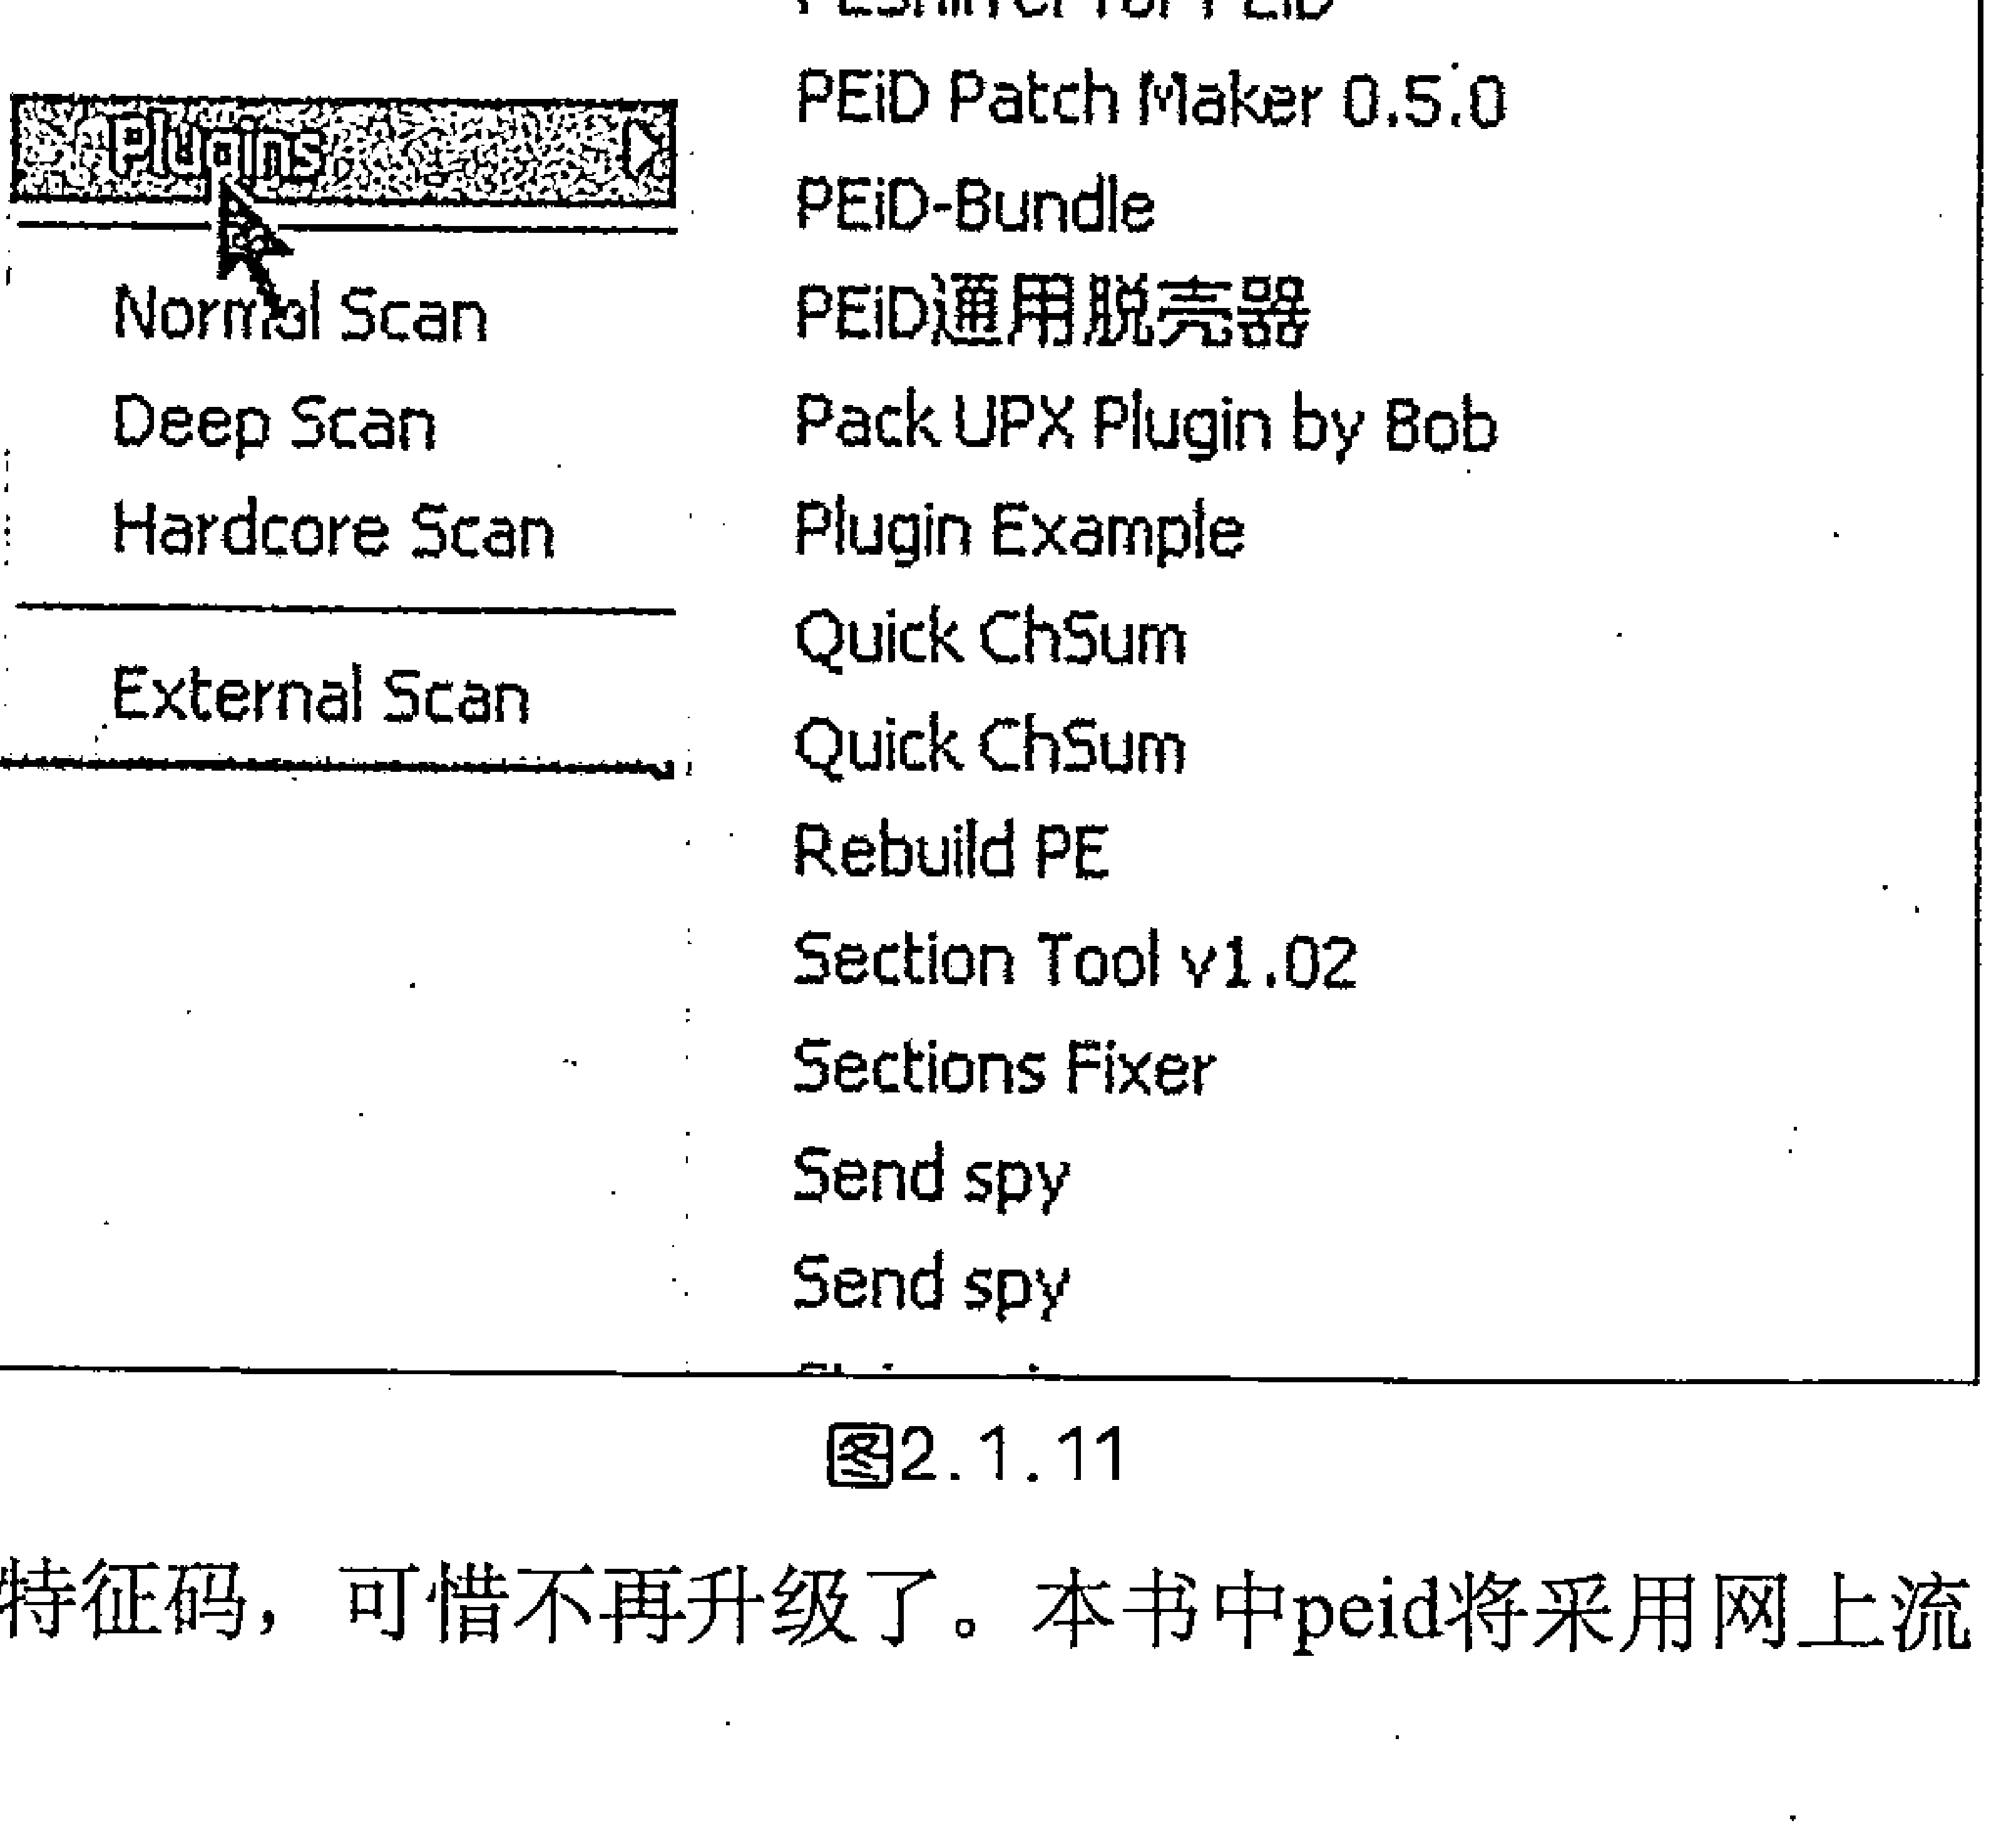 for PEiD
PEiD Patch Maker 0.5.0
Plugins
PEiD-Bundle
Normal Scan
PEiD通用脱壳器
Deep Scan
Pack UPX Plugin by Bob
Hardcore Scan
Plugin Example
Quick ChSum
External Scan
Quick ChSum
Rebuild PE
Section Tool v1.02
Sections Fixer
Send spy
Send spy
图2.1.11
特征码，可惜不再升级了。本书中peid将采用网上流